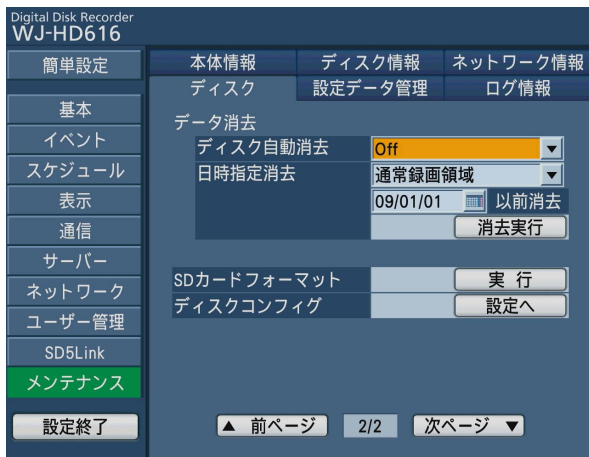 Digital Disk Recorder
WJ-HD616
簡単設定
基本
イベント
スケジュール
表示
通信
サーバー
ネットワーク
ユーザー管理
SD5Link
メンテナンス
設定終了
本体情報 ディスク情報 ネットワーク情報
ディスク 設定データ管理 ログ情報
データ消去
ディスク自動消去 Off
日時指定消去 通常録画領域
09/01/01 以前消去
消去実行
SDカードフォーマット 実 行
ディスクコンフィグ 設定へ
▲ 前ページ 2/2 次ページ ▼